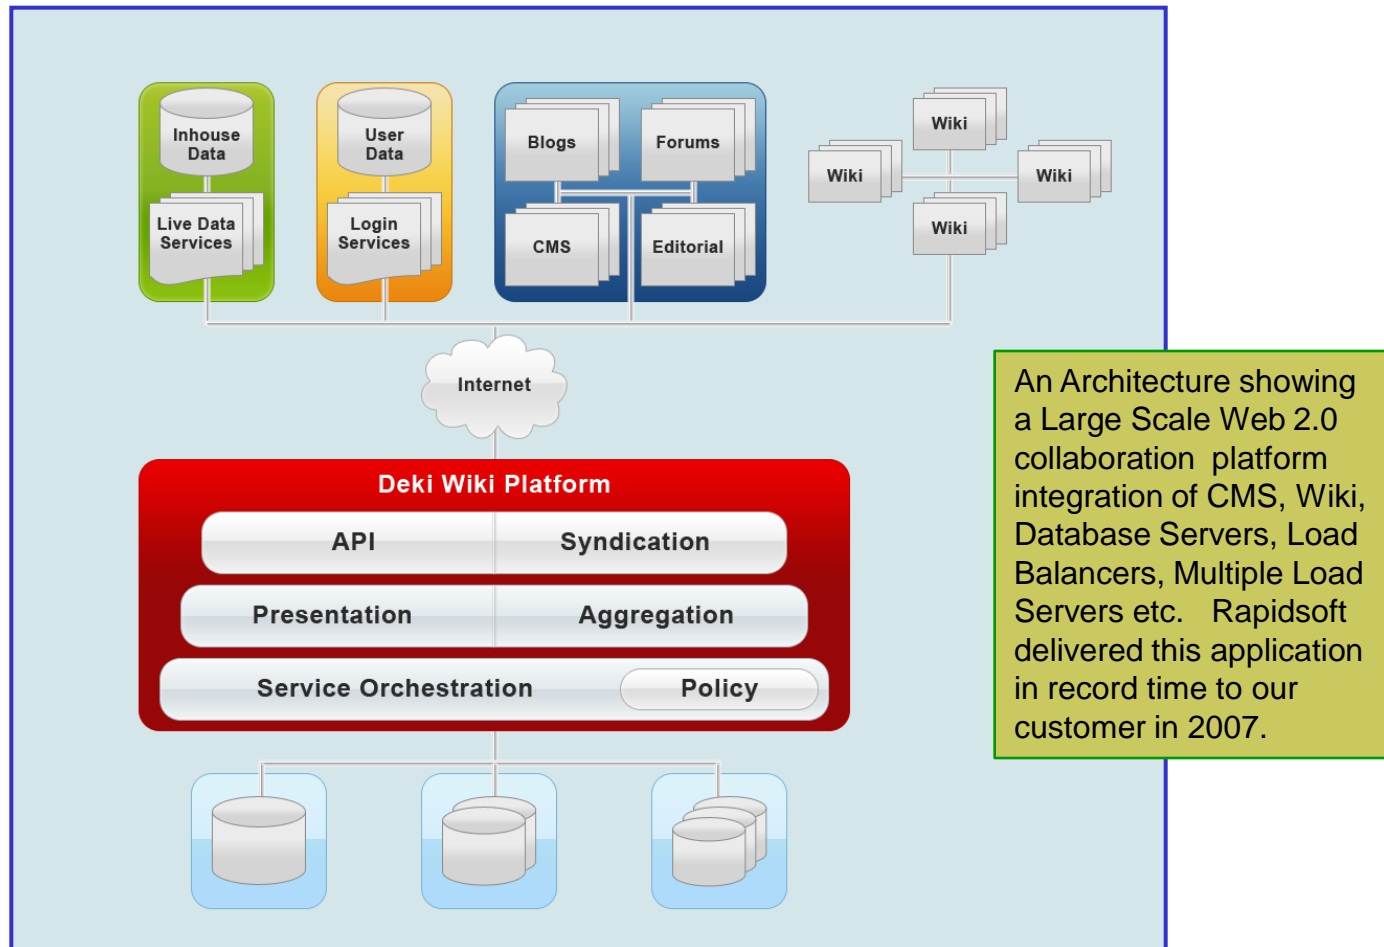 Inhouse
Data
User
Data
Blogs
Forums
Wiki
Wiki
Wiki
Live Data
Services
Login
Services
CMS
Editorial
Wiki
Internet
An Architecture showing
a Large Scale Web 2.0
collaboration  platform
integration of CMS, Wiki,
Database Servers, Load
Balancers, Multiple Load
Servers etc.   Rapidsoft
delivered this application
in record time to our
customer in 2007.
Deki Wiki Platform
API
Syndication
Presentation
Aggregation
Service Orchestration
Policy